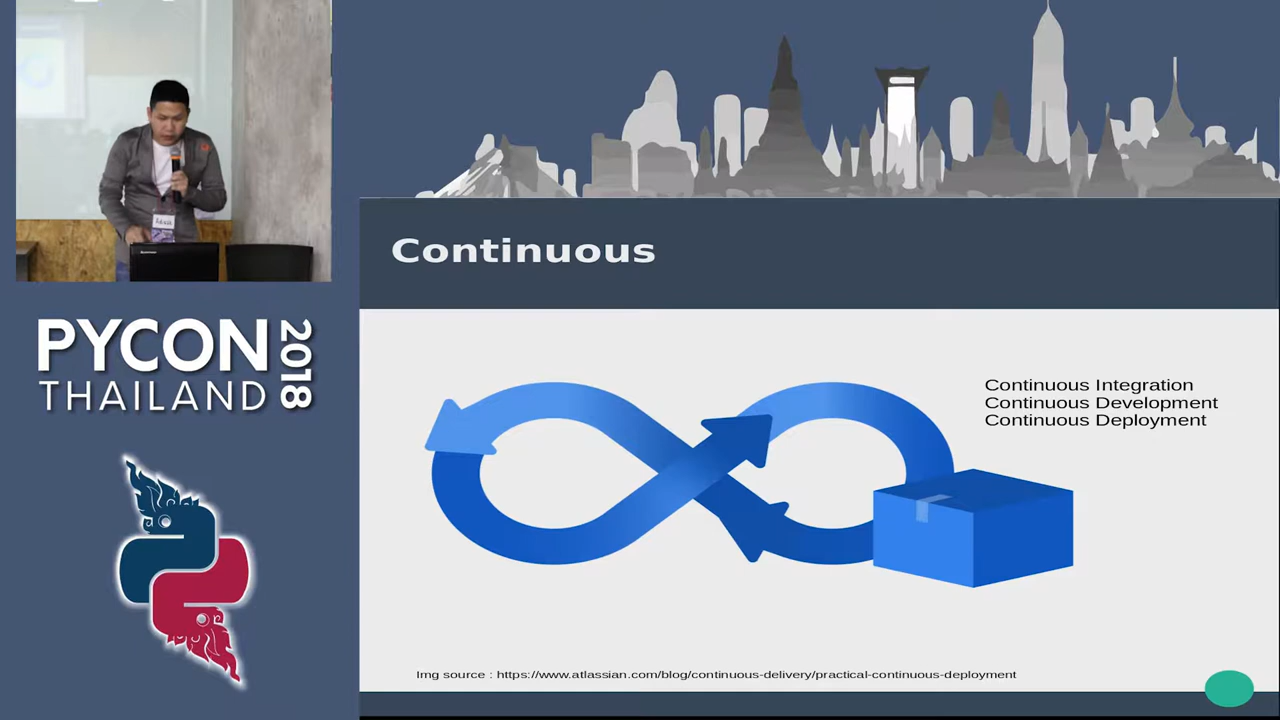 PYCON
THAILAND
2018
Continuous
Continuous Integration
Continuous Development
Continuous Deployment
Img source : https://www.atlassian.com/blog/continuous-delivery/practical-continuous-deployment